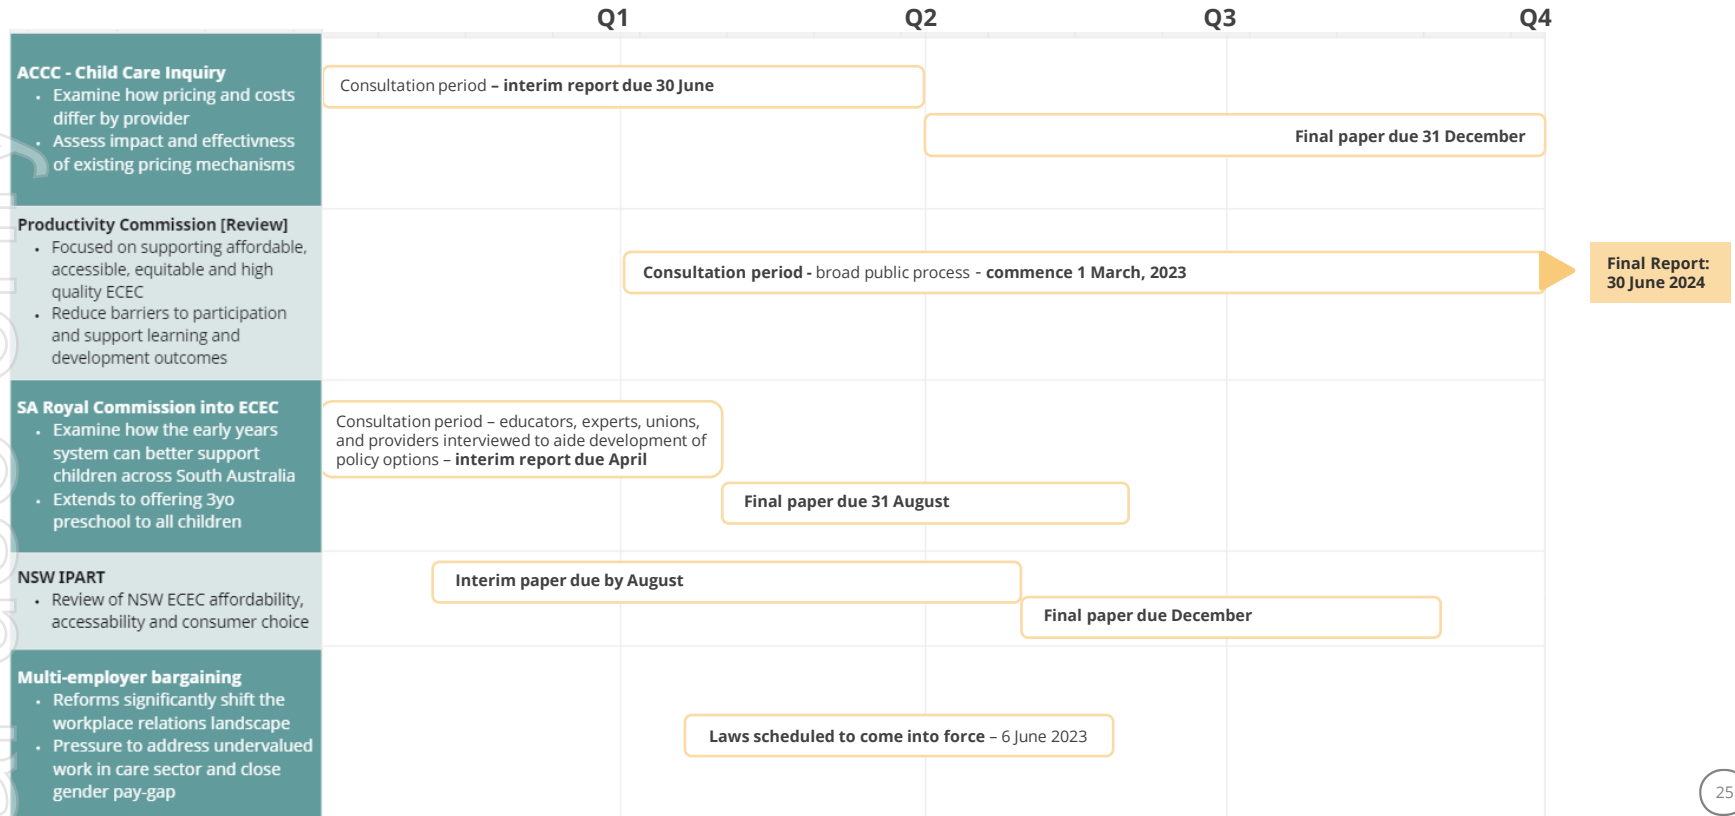 Q1 Q2 Q3 Q4
ACCC - Child Care Inquiry
• Examine how pricing and costs
differ by provider
• Assess impact and effectivness
of existing pricing mechanisms
Consultation period – interim report due 30 June
Final paper due 31 December
Productivity Commission [Review]
• Focused on supporting affordable,
accessible, equitable and high
quality ECEC
• Reduce barriers to participation
and support learning and
development outcomes
Consultation period - broad public process - commence 1 March, 2023
Final Report:
30 June 2024
SA Royal Commission into ECEC
• Examine how the early years
system can better support
children across South Australia
• Extends to offering 3yo
preschool to all children
Consultation period – educators, experts, unions,
and providers interviewed to aide development of
policy options – interim report due April
Final paper due 31 August
NSW IPART
• Review of NSW ECEC affordability,
accessability and consumer choice
Interim paper due by August
Final paper due December
Multi-employer bargaining
• Reforms significantly shift the
workplace relations landscape
• Pressure to address undervalued
work in care sector and close
gender pay-gap
Laws scheduled to come into force – 6 June 2023
25